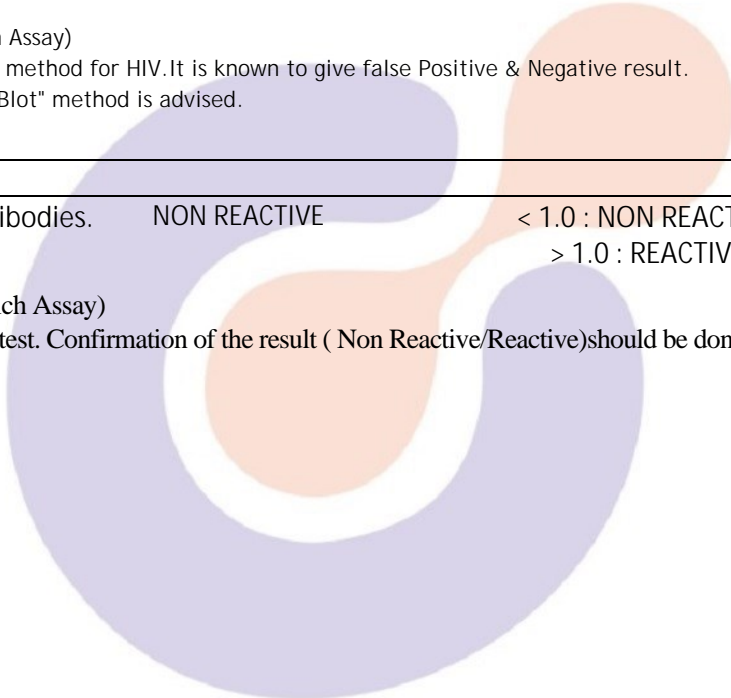 Assay)
method for HIV.It is known to give false Positive & Negative result.
Blot" method is advised.
ibodies. NON REACTIVE < 1.0 : NON REACT
> 1.0 : REACTIV
ch Assay)
test. Confirmation of the result ( Non Reactive/Reactive)should be don